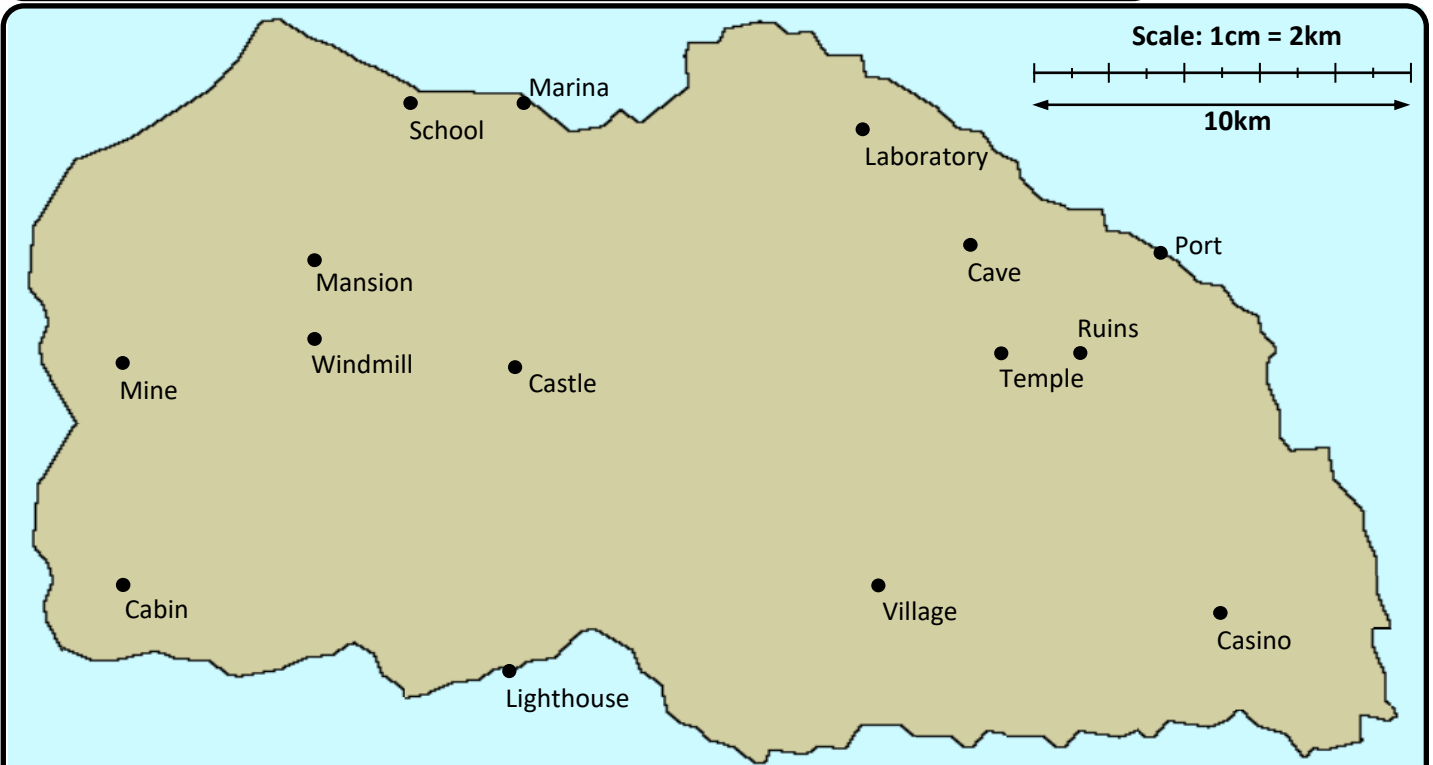 Scale: 1cm = 2km
10km
Marina
School
Laboratory
Port
Cave
Mansion
Ruins
Windmill
Temple
Castle
Mine
Cabin
Village
Casino
Lighthouse